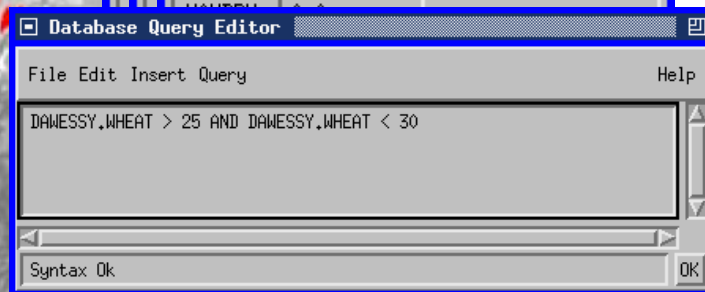 Database Query Editor
File Edit Insert Query Help
DAWESSY.WHEAT > 25 AND DAWESSY.WHEAT < 30
Syntax Ok
OK